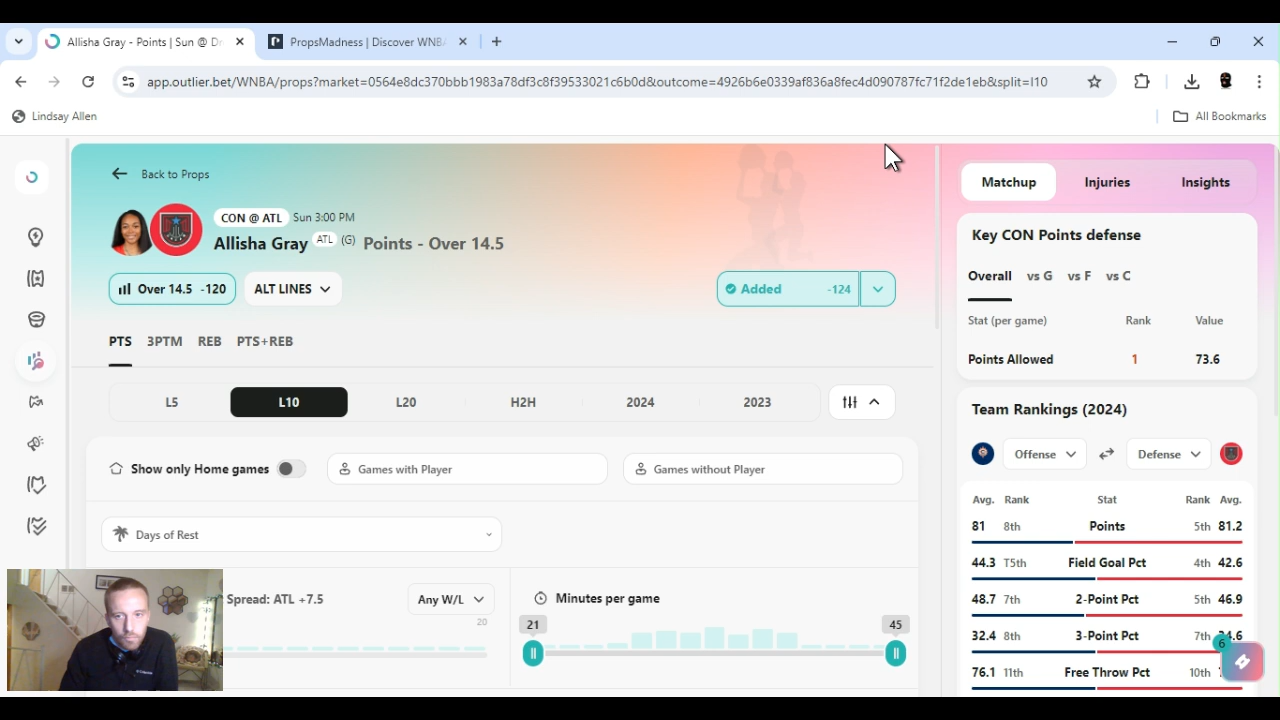 Allisha Gray - Points | Sun @ Dr
PropsMadness | Discover WNBA
app.outlier.bet/WNBA/props?market=0564e8dc370bbb1983a78df3c8f39533021c6b0d&outcome=4926b6e0339af836a8fec4d090787fc71f2de1eb&split=l10
Lindsay Allen
All Bookmarks
Back to Props
CON @ ATL Sun 3:00 PM
Allisha Gray ATL (G) Points - Over 14.5
Over 14.5 -120 ALT LINES
Added -124
PTS 3PTM REB PTS+REB
L5 L10 L20 H2H 2024 2023
Show only Home games Games with Player Games without Player
Days of Rest
Spread: ATL +7.5 Any W/L
20
Minutes per game
21 45
Matchup Injuries Insights
Key CON Points defense
Overall vs G vs F vs C
Stat (per game) Rank Value
Points Allowed 1 73.6
Team Rankings (2024)
Offense Defense
Avg. Rank Stat Rank Avg.
81 8th Points 5th 81.2
44.3 T5th Field Goal Pct 4th 42.6
48.7 7th 2-Point Pct 5th 46.9
32.4 8th 3-Point Pct 7th 4.6
6
76.1 11th Free Throw Pct 10th